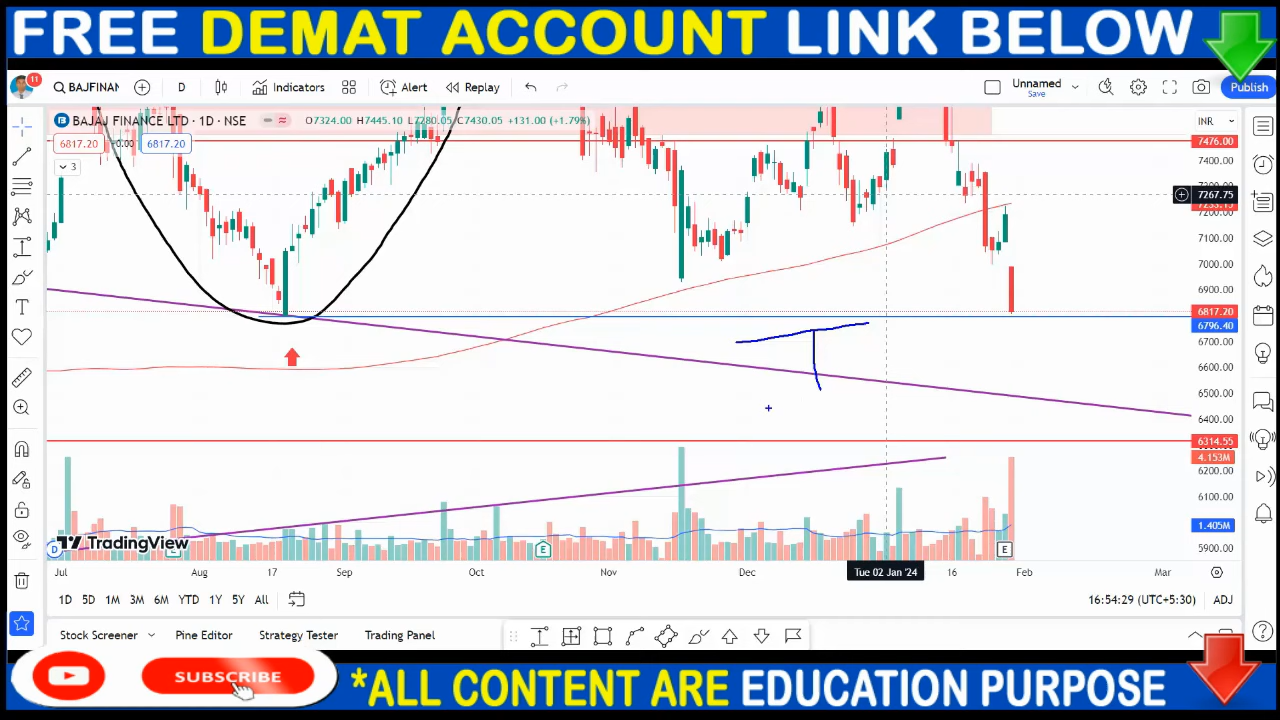 FREE DEMAT ACCOUNT LINK BELOW
11 BAJFINAN D Indicators Alert Replay Unnamed Save Publish
BAJAJ FINANCE LTD · 1D · NSE O7324.00 H7445.10 L7280.05 C7430.05 +131.00 (+1.79%) INR
6817.20 +0.00 6817.20
3
7476.00
7400.00
7267.75
7200.00
7100.00
7000.00
6900.00
6817.20
6796.40
6700.00
6600.00
6500.00
6400.00
6314.55
4.153M
6200.00
6100.00
1.405M
5900.00
D TradingView E E E
Jul Aug 17 Sep Oct Nov Dec Tue 02 Jan '24 16 Feb Mar
1D 5D 1M 3M 6M YTD 1Y 5Y All 16:54:29 (UTC+5:30) ADJ
Stock Screener Pine Editor Strategy Tester Trading Panel
SUBSCRIBE *ALL CONTENT ARE EDUCATION PURPOSE